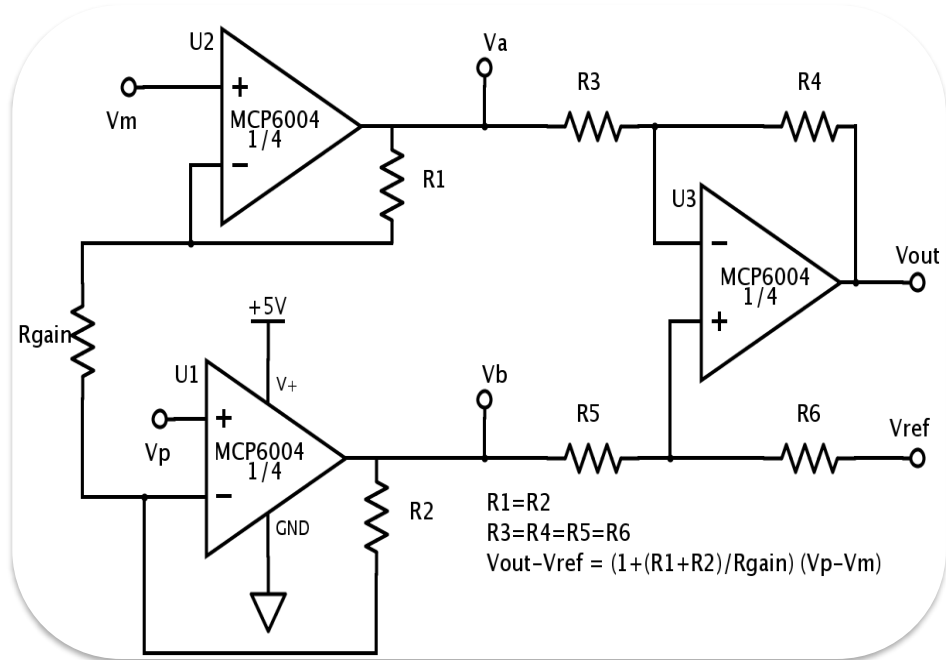 U2
Va
R3
R4
Vm
+
MCP6004
1/4
−
R1
U3
−
MCP6004
1/4
+
Vout
Rgain
+5V
V+
U1
Vp
+
MCP6004
1/4
−
GND
R2
Vb
R5
R6
Vref
R1=R2
R3=R4=R5=R6
Vout-Vref = (1+(R1+R2)/Rgain) (Vp-Vm)